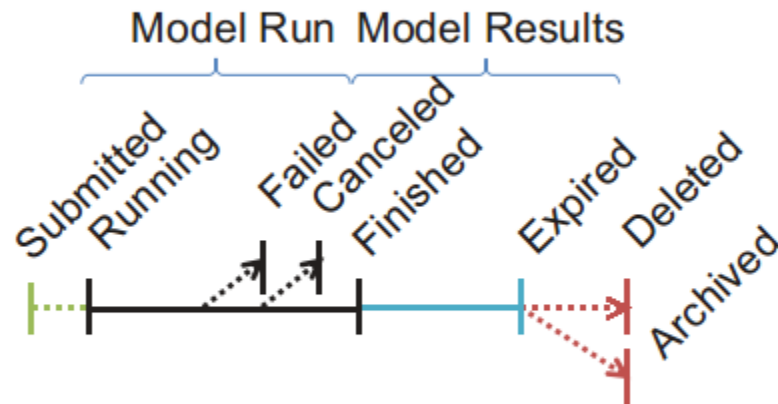 Model Run
Model Results
Submitted
Running
Failed
Canceled
Finished
Expired
Deleted
Archived